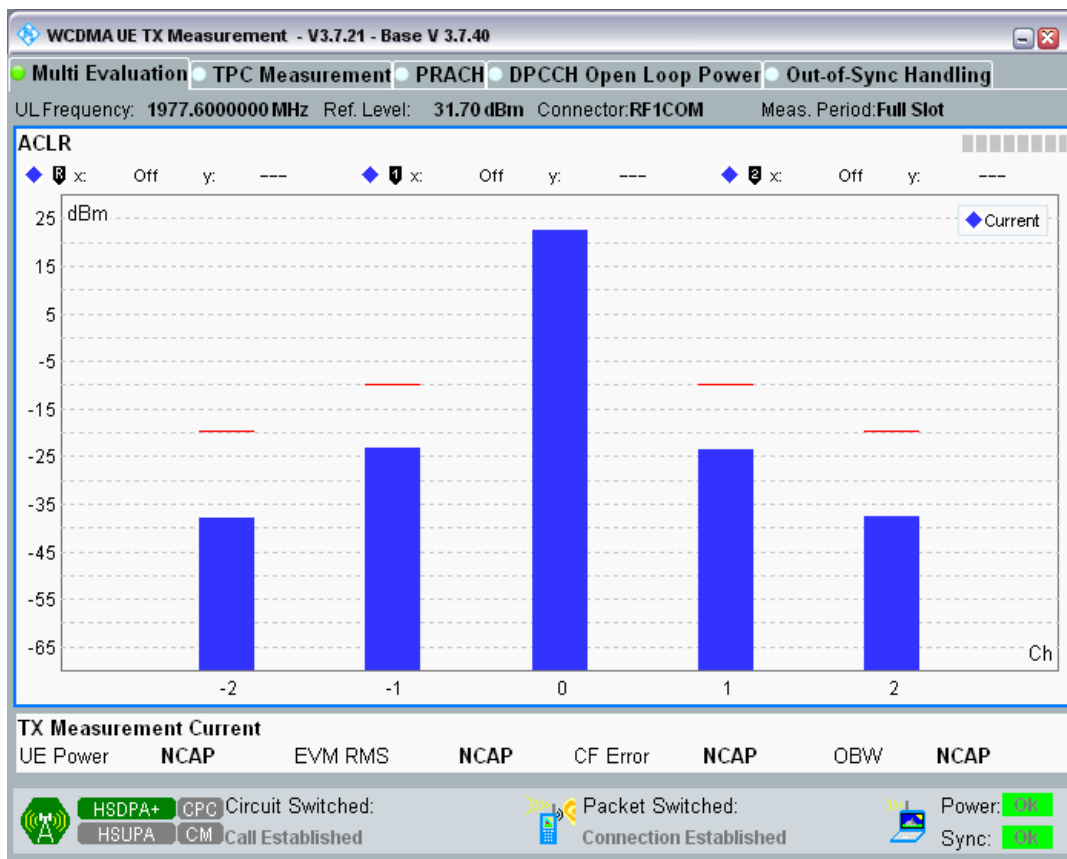 WCDMA UE TX Measurement - V3.7.21 - Base V 3.7.40
Multi Evaluation TPC Measurement PRACH DPCCH Open Loop Power Out-of-Sync Handling
UL Frequency: 1977.6000000 MHz Ref. Level: 31.70 dBm Connector:RF1COM Meas. Period:Full Slot
ACLR
R x: Off y: --- 1 x: Off y: --- 2 x: Off y: ---
dBm
Current
25
15
5
-5
-15
-25
-35
-45
-55
-65
Ch
-2 -1 0 1 2
TX Measurement Current
UE Power NCAP EVM RMS NCAP CF Error NCAP OBW NCAP
HSDPA+ CPC Circuit Switched: Packet Switched: Power: OK
HSUPA CM Call Established Connection Established Sync: OK